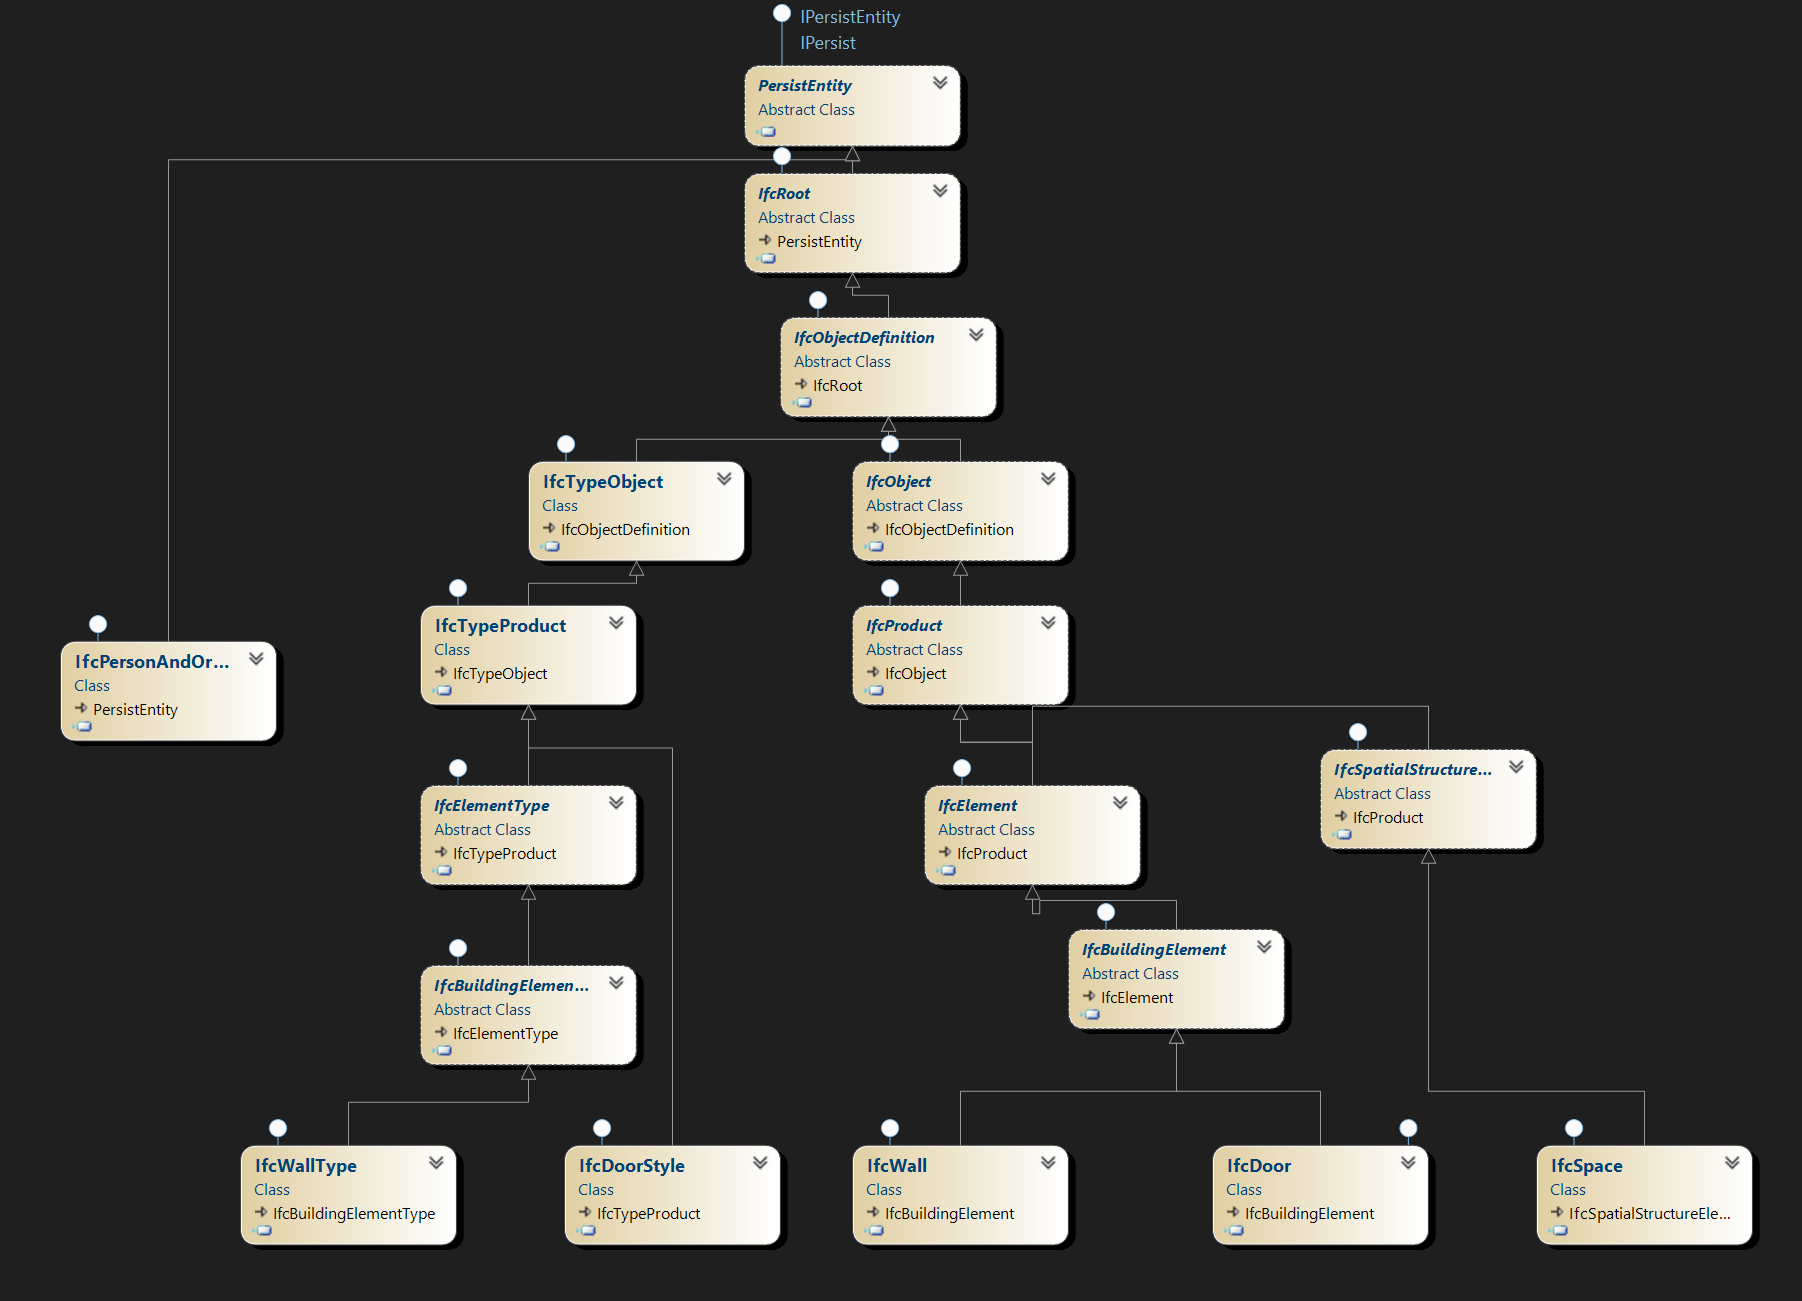 IPersistEntity
IPersist
PersistEntity
Abstract Class
IfcRoot
Abstract Class
PersistEntity
IfcObjectDefinition
Abstract Class
IfcRoot
IfcTypeObject
Class
IfcObjectDefinition
IfcObject
Abstract Class
IfcObjectDefinition
IfcTypeProduct
Class
IfcTypeObject
IfcProduct
Abstract Class
IfcObject
IfcPersonAndOr...
Class
PersistEntity
IfcSpatialStructure...
Abstract Class
IfcProduct
IfcElementType
Abstract Class
IfcTypeProduct
IfcElement
Abstract Class
IfcProduct
IfcBuildingElement
Abstract Class
IfcElement
IfcBuildingElemen...
Abstract Class
IfcElementType
IfcWallType
Class
IfcBuildingElementType
IfcDoorStyle
Class
IfcTypeProduct
IfcWall
Class
IfcBuildingElement
IfcDoor
Class
IfcBuildingElement
IfcSpace
Class
IfcSpatialStructureEle...